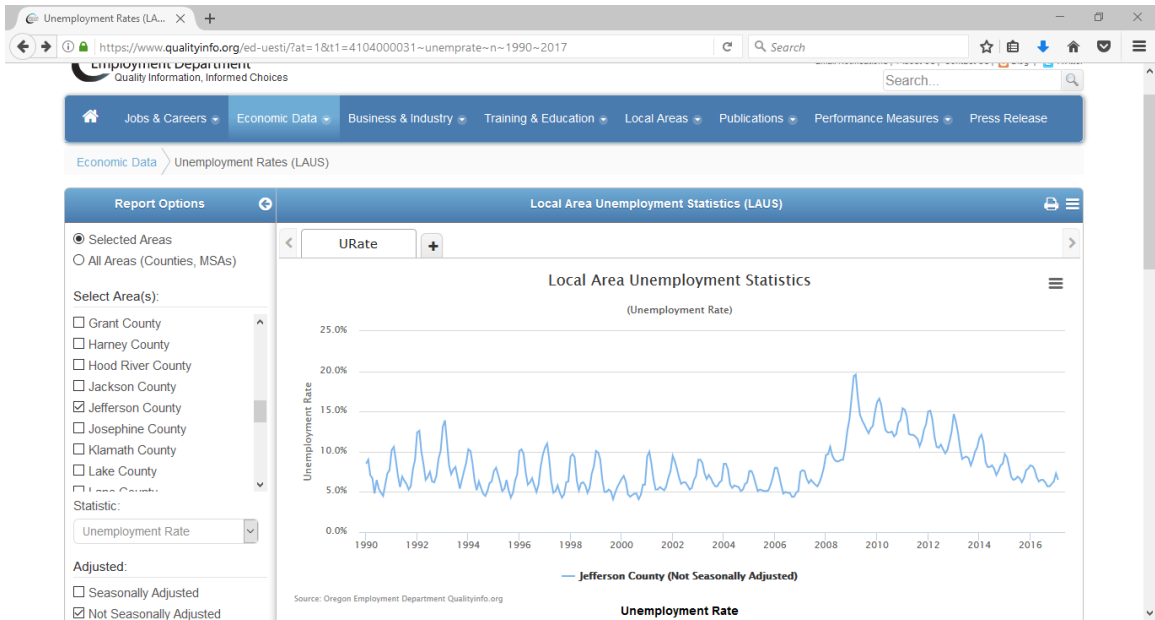 Unemployment Rates (LA...
https://www.qualityinfo.org/ed-uesti/?at=1&t1=4104000031~unemprate~n~1990~2017
Search
Employment Department
Quality Information, Informed Choices
Search...
Jobs & Careers
Economic Data
Business & Industry
Training & Education
Local Areas
Publications
Performance Measures
Press Release
Economic Data
Unemployment Rates (LAUS)
Report Options
Local Area Unemployment Statistics (LAUS)
Selected Areas
All Areas (Counties, MSAs)
Select Area(s):
Grant County
Harney County
Hood River County
Jackson County
Jefferson County
Josephine County
Klamath County
Lake County
Lane County
Statistic:
Unemployment Rate
Adjusted:
Seasonally Adjusted
Not Seasonally Adjusted
URate
Local Area Unemployment Statistics
(Unemployment Rate)
Unemployment Rate
25.0%
20.0%
15.0%
10.0%
5.0%
0.0%
1990 1992 1994 1996 1998 2000 2002 2004 2006 2008 2010 2012 2014 2016
Jefferson County (Not Seasonally Adjusted)
Source: Oregon Employment Department Qualityinfo.org
Unemployment Rate